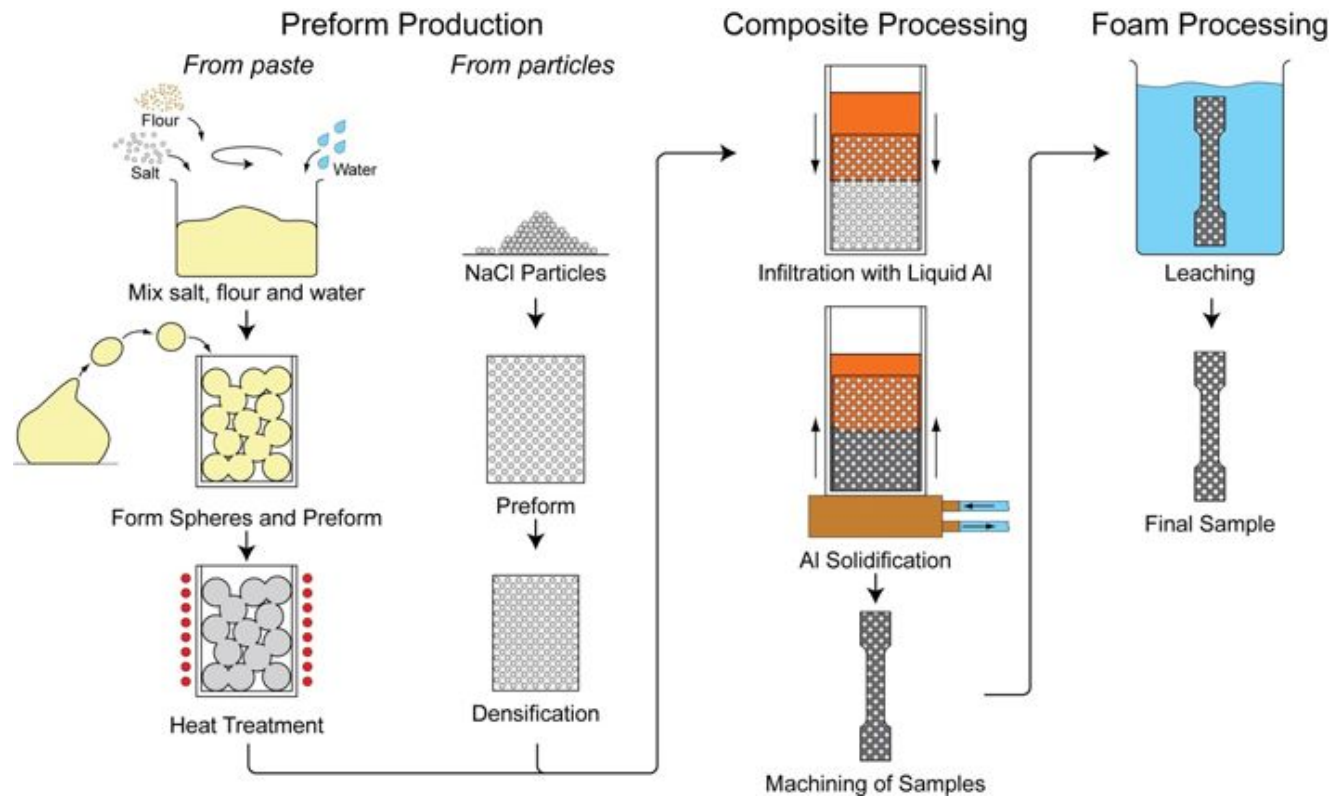 Preform Production
From paste
From particles
Flour
Salt
Water
Mix salt, flour and water
Form Spheres and Preform
Heat Treatment
NaCl Particles
Preform
Densification
Composite Processing
Infiltration with Liquid Al
Al Solidification
Machining of Samples
Foam Processing
Leaching
Final Sample